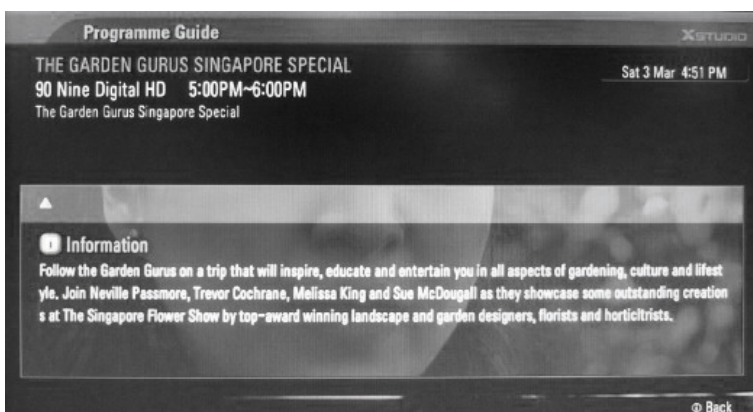 Programme Guide
XSTUDIO
THE GARDEN GURUS SINGAPORE SPECIAL
Sat 3 Mar 4:51 PM
90 Nine Digital HD 5:00PM~6:00PM
The Garden Gurus Singapore Special
Information
Follow the Garden Gurus on a trip that will inspire, educate and entertain you in all aspects of gardening, culture and lifest
yle. Join Neville Passmore, Trevor Cochrane, Melissa King and Sue McDougall as they showcase some outstanding creation
s at The Singapore Flower Show by top-award winning landscape and garden designers, florists and horticltrists.
Back